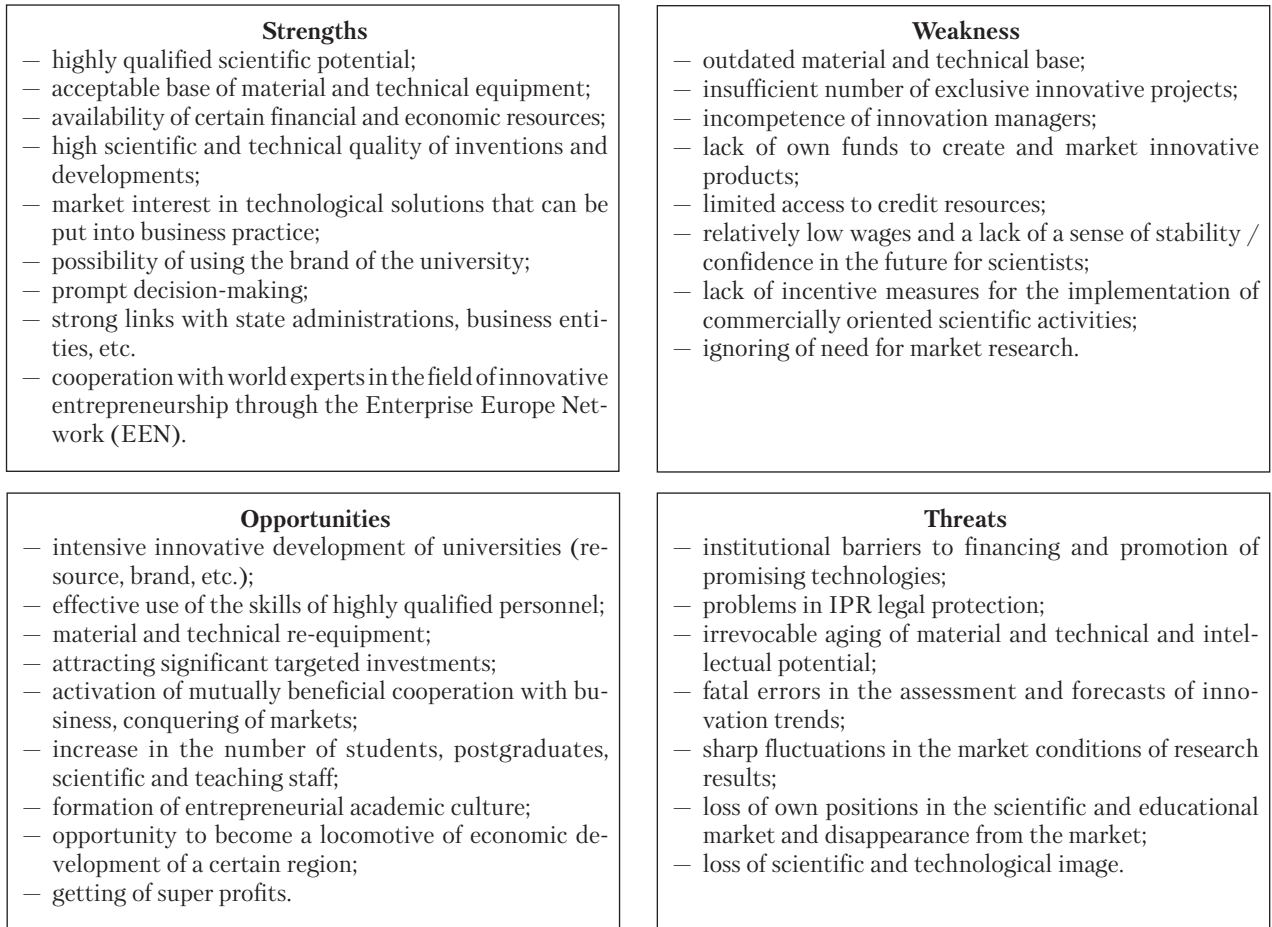 Strengths
— highly qualified scientific potential;
— acceptable base of material and technical equipment;
— availability of certain financial and economic resources;
— high scientific and technical quality of inventions and
developments;
— market interest in technological solutions that can be
put into business practice;
— possibility of using the brand of the university;
— prompt decision-making;
— strong links with state administrations, business enti-
ties, etc.
— cooperation with world experts in the field of innovative
entrepreneurship through the Enterprise Europe Net-
work (EEN).
Weakness
— outdated material and technical base;
— insufficient number of exclusive innovative projects;
— incompetence of innovation managers;
— lack of own funds to create and market innovative
products;
— limited access to credit resources;
— relatively low wages and a lack of a sense of stability /
confidence in the future for scientists;
— lack of incentive measures for the implementation of
commercially oriented scientific activities;
— ignoring of need for market research.
Opportunities
— intensive innovative development of universities (re-
source, brand, etc.);
— effective use of the skills of highly qualified personnel;
— material and technical re-equipment;
— attracting significant targeted investments;
— activation of mutually beneficial cooperation with bu-
siness, conquering of markets;
— increase in the number of students, postgraduates,
scientific and teaching staff;
— formation of entrepreneurial academic culture;
— opportunity to become a locomotive of economic de-
velopment of a certain region;
— getting of super profits.
Threats
— institutional barriers to financing and promotion of
promising technologies;
— problems in IPR legal protection;
— irrevocable aging of material and technical and intel-
lectual potential;
— fatal errors in the assessment and forecasts of inno-
vation trends;
— sharp fluctuations in the market conditions of research
results;
— loss of own positions in the scientific and educational
market and disappearance from the market;
— loss of scientific and technological image.